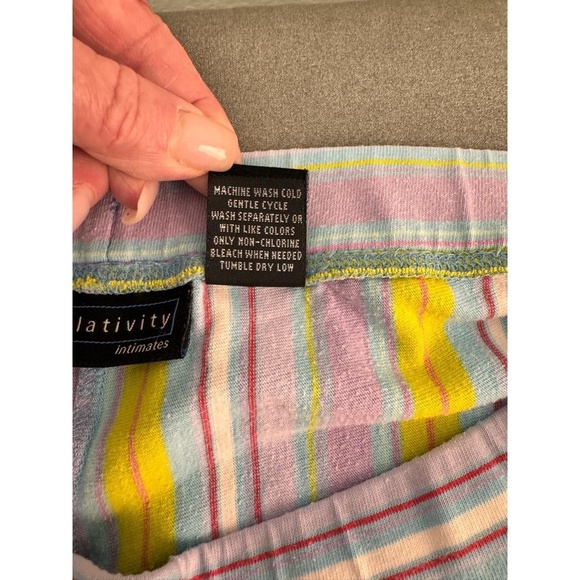 MACHINE WASH COLD
GENTLE CYCLE
WASH SEPARATELY OR
WITH LIKE COLORS
ONLY NON-CHLORINE
BLEACH WHEN NEEDED
TUMBLE DRY LOW
lativity
intimates